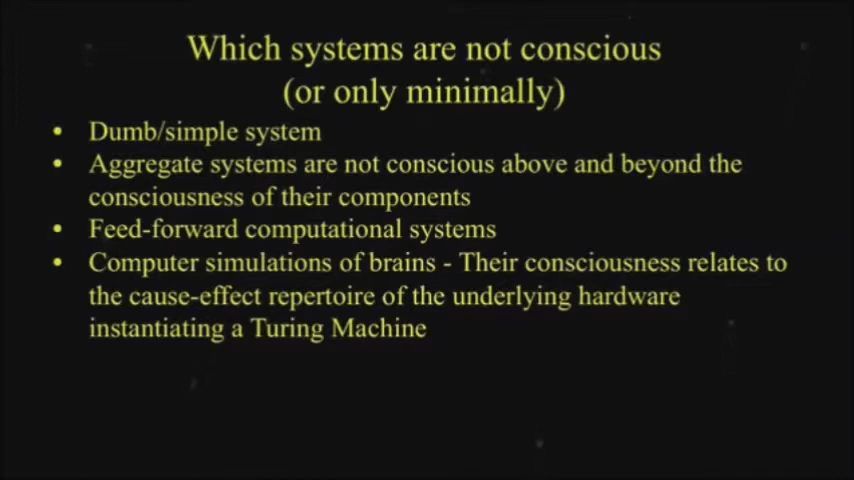 Which systems are not conscious
(or only minimally)
• Dumb/simple system
• Aggregate systems are not conscious above and beyond the
consciousness of their components
• Feed-forward computational systems
• Computer simulations of brains - Their consciousness relates to
the cause-effect repertoire of the underlying hardware
instantiating a Turing Machine